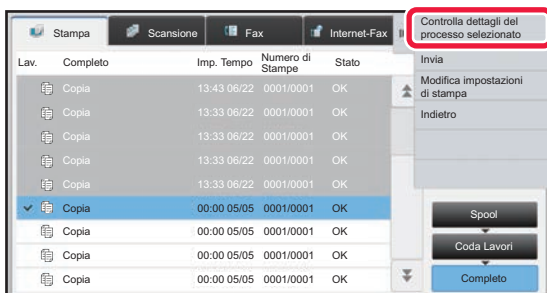 Stampa Scansione Fax Internet-Fax
Lav. Completo Imp. Tempo Numero di Stampe Stato
Copia 13:43 06/22 0001/0001 OK
Copia 13:33 06/22 0001/0001 OK
Copia 13:33 06/22 0001/0001 OK
Copia 13:33 06/22 0001/0001 OK
Copia 13:33 06/22 0001/0001 OK
Copia 00:00 05/05 0001/0001 OK
Copia 00:00 05/05 0001/0001 OK
Copia 00:00 05/05 0001/0001 OK
Copia 00:00 05/05 0001/0001 OK
Controlla dettagli del
processo selezionato
Invia
Modifica impostazioni
di stampa
Indietro
Spool
Coda Lavori
Completo